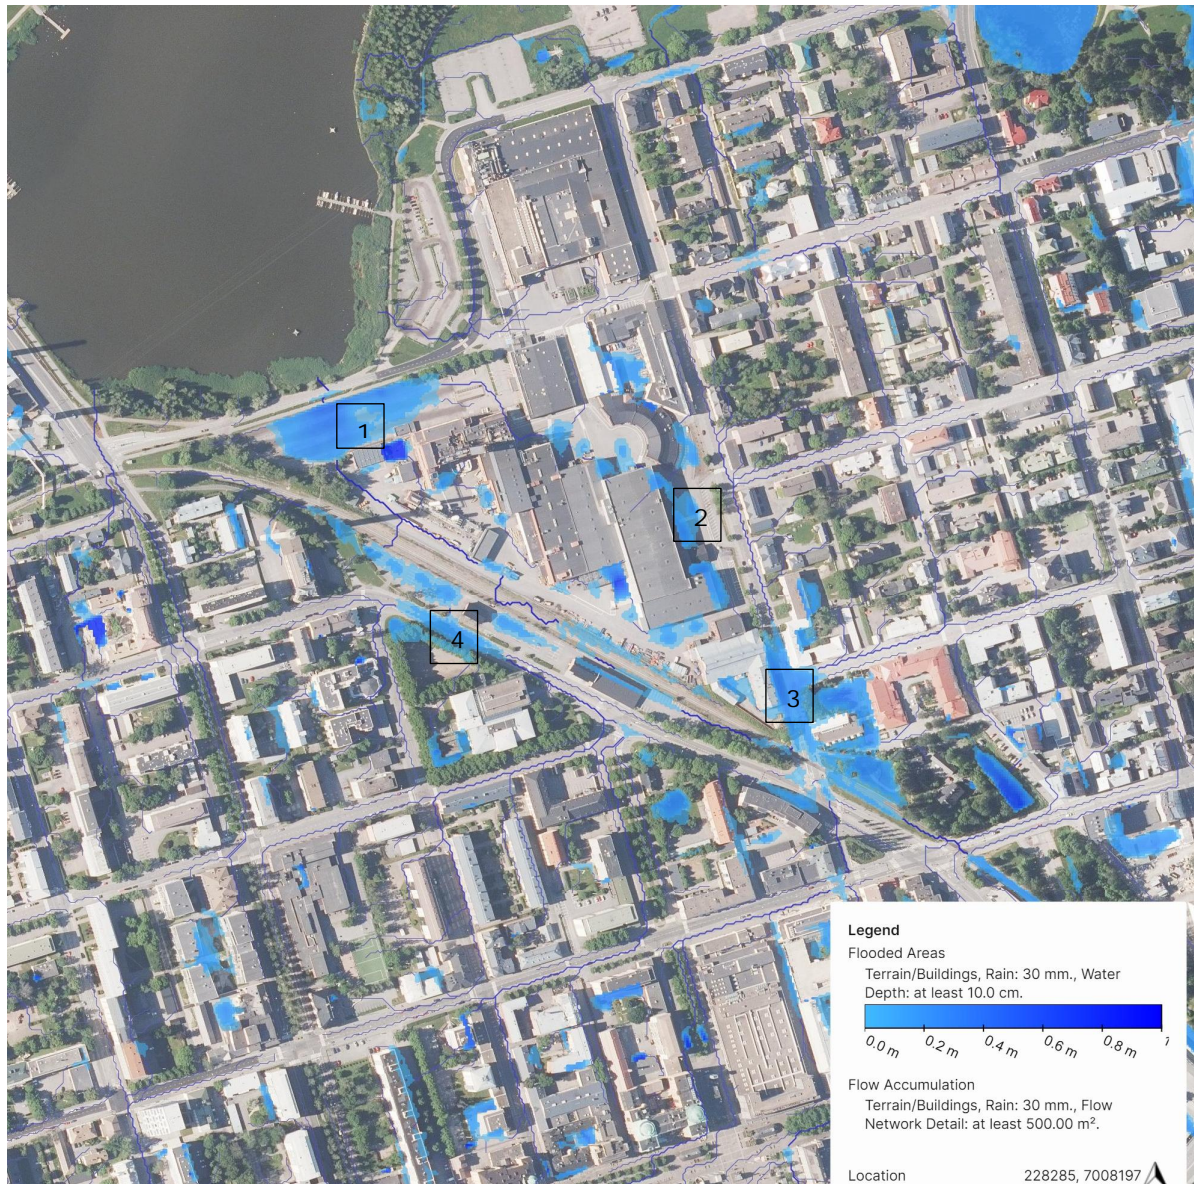 1
2
4
3
Legend
Flooded Areas
Terrain/Buildings, Rain: 30 mm., Water
Depth: at least 10.0 cm.
0.0 m 0.2 m 0.4 m 0.6 m 0.8 m 1
Flow Accumulation
Terrain/Buildings, Rain: 30 mm., Flow
Network Detail: at least 500.00 m².
Location 228285, 7008197